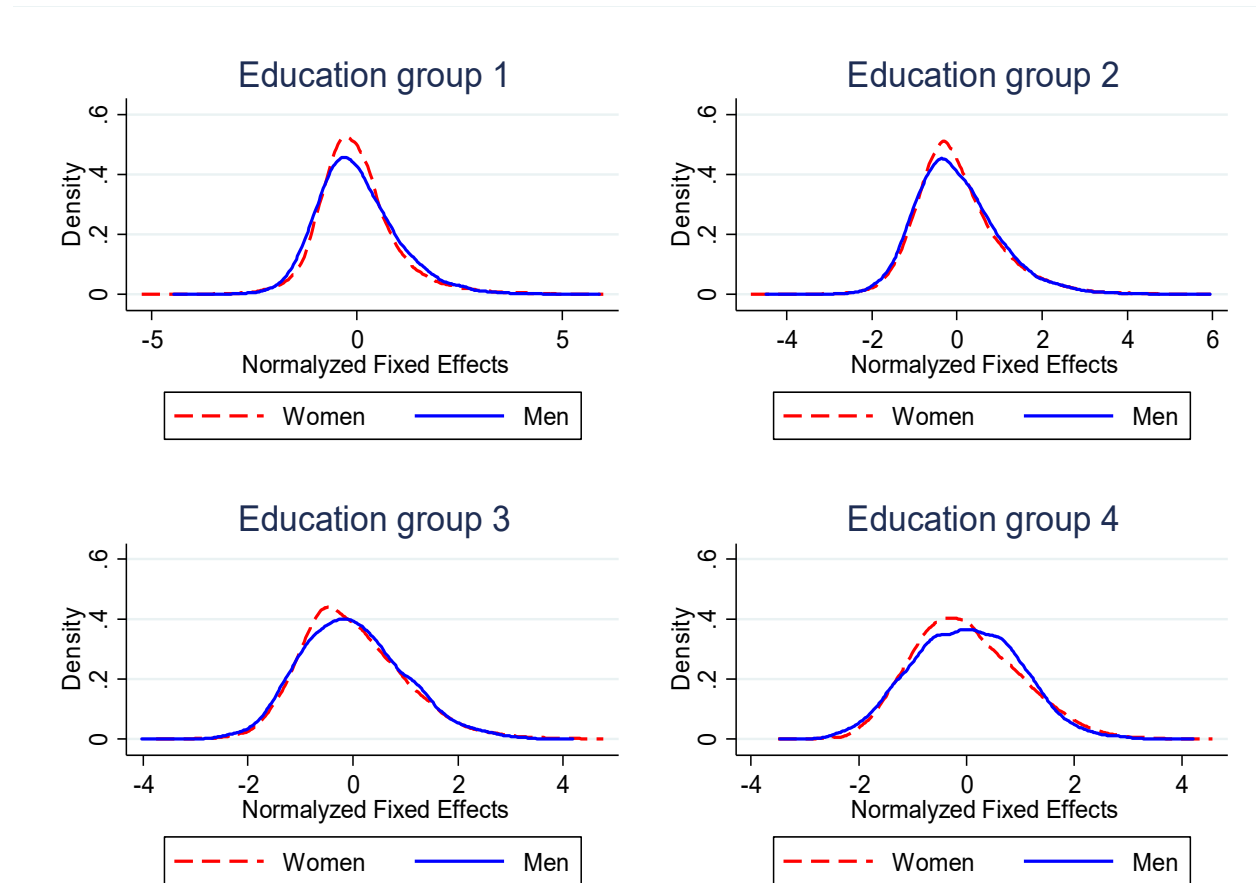 Education group 1
Density
.6
.4
.2
0
-5 0 5
Normalyzed Fixed Effects
Women Men
Education group 2
Density
.6
.4
.2
0
-4 -2 0 2 4 6
Normalyzed Fixed Effects
Women Men
Education group 3
Density
.6
.4
.2
0
-4 -2 0 2 4
Normalyzed Fixed Effects
Women Men
Education group 4
Density
.6
.4
.2
0
-4 -2 0 2 4
Normalyzed Fixed Effects
Women Men